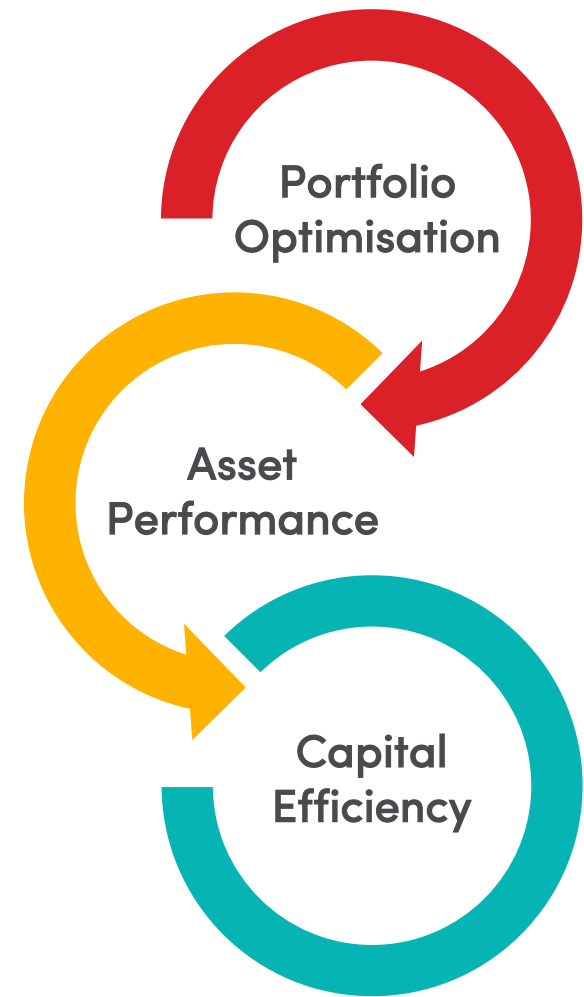 Portfolio
Optimisation
Asset
Performance
Capital
Efficiency